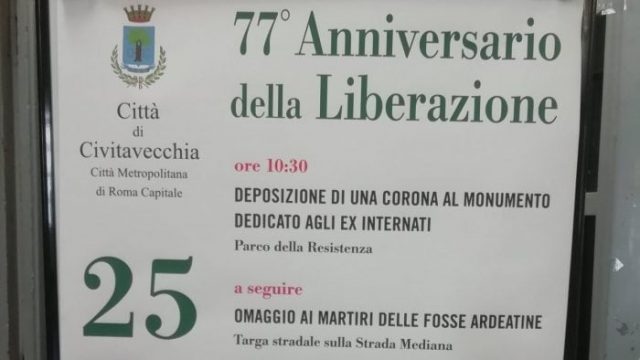 Città
di
Civitavecchia
Città Metropolitana
di Roma Capitale
25
77° Anniversario
della Liberazione
ore 10:30
DEPOSIZIONE DI UNA CORONA AL MONUMENTO
DEDICATO AGLI EX INTERNATI
Parco della Resistenza
a seguire
OMAGGIO AI MARTIRI DELLE FOSSE ARDEATINE
Targa stradale sulla Strada Mediana